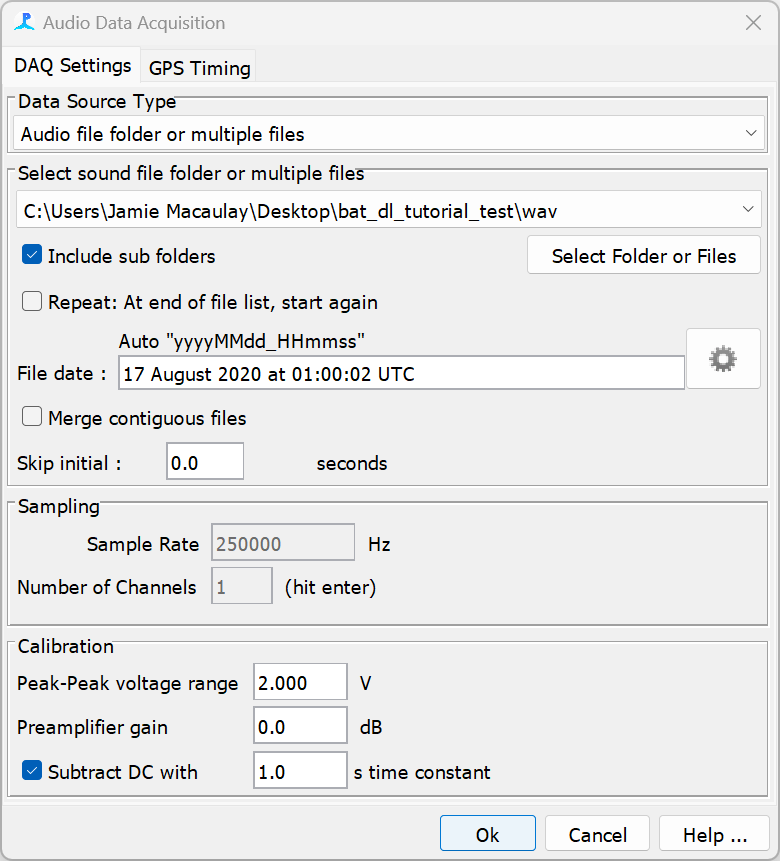 Audio Data Acquisition
DAQ Settings GPS Timing
Data Source Type
Audio file folder or multiple files
Select sound file folder or multiple files
C:\Users\Jamie Macaulay\Desktop\bat_dl_tutorial_test\wav
Include sub folders Select Folder or Files
Repeat: At end of file list, start again
Auto "yyyyMMdd_HHmmss"
File date : 17 August 2020 at 01:00:02 UTC
Merge contiguous files
Skip initial : 0.0 seconds
Sampling
Sample Rate 250000 Hz
Number of Channels 1 (hit enter)
Calibration
Peak-Peak voltage range 2.000 V
Preamplifier gain 0.0 dB
Subtract DC with 1.0 s time constant
Ok Cancel Help ...